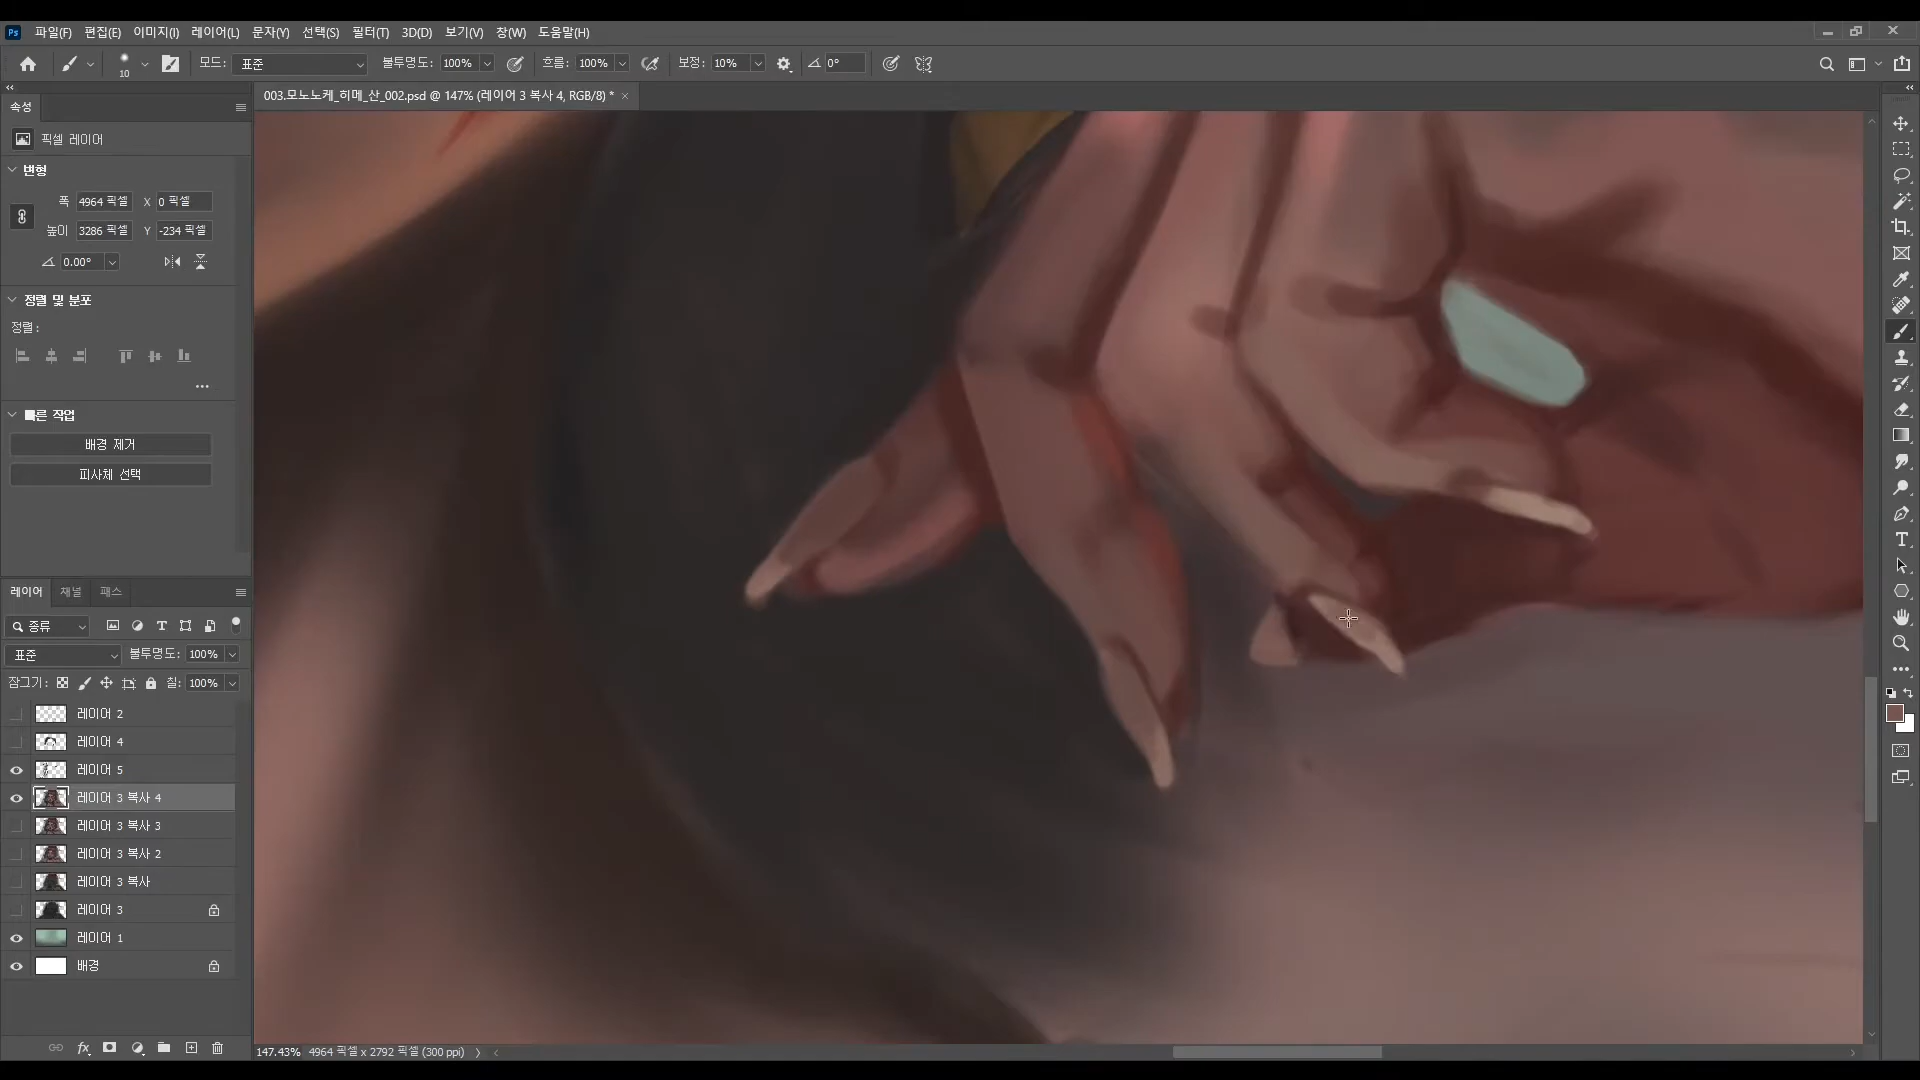 Ps 파일(F) 편집(E) 이미지(I) 레이어(L) 문자(Y) 선택(S) 필터(T) 3D(D) 보기(V) 창(W) 도움말(H)
10 모드: 표준 불투명도: 100% 흐름: 100% 보정: 10% 0°
003.모노노케_히메_산_002.psd @ 147% (레이어 3 복사 4, RGB/8) *
속성
픽셀 레이어
변형
폭 4964 픽셀 X 0 픽셀
높이 3286 픽셀 Y -234 픽셀
0.00°
정렬 및 분포
정렬:
빠른 작업
배경 제거
피사체 선택
레이어 채널 패스
종류
표준 불투명도: 100%
잠그기: 칠: 100%
레이어 2
레이어 4
레이어 5
레이어 3 복사 4
레이어 3 복사 3
레이어 3 복사 2
레이어 3 복사
레이어 3
레이어 1
배경
fx
147.43% 4964 픽셀 x 2792 픽셀 (300 ppi)